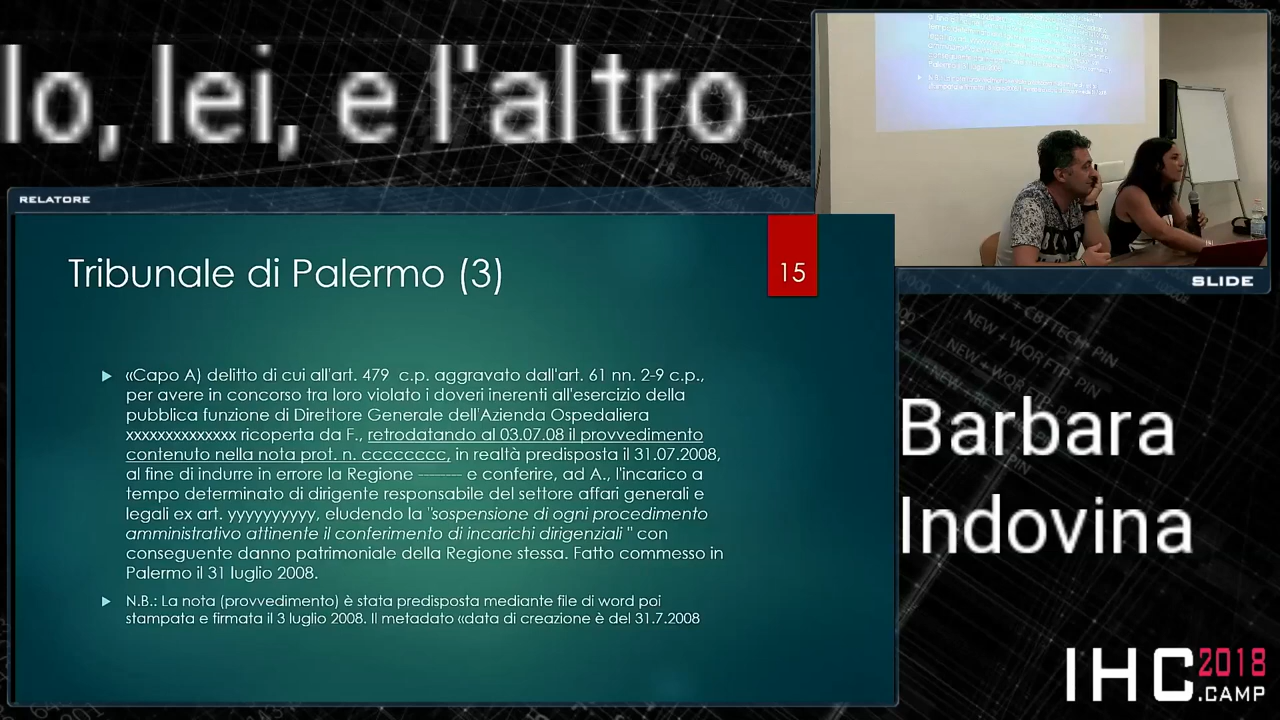 Io, lei, e l'altro
RELATORE
Tribunale di Palermo (3)
15
«Capo A) delitto di cui all'art. 479 c.p. aggravato dall'art. 61 nn. 2-9 c.p.,
per avere in concorso tra loro violato i doveri inerenti all'esercizio della
pubblica funzione di Direttore Generale dell'Azienda Ospedaliera
xxxxxxxxxxxxxx ricoperta da F., retrodatando al 03.07.08 il provvedimento
contenuto nella nota prot. n. cccccccc, in realtà predisposta il 31.07.2008,
al fine di indurre in errore la Regione -------- e conferire, ad A., l'incarico a
tempo determinato di dirigente responsabile del settore affari generali e
legali ex art. yyyyyyyyyy, eludendo la "sospensione di ogni procedimento
amministrativo attinente il conferimento di incarichi dirigenziali " con
conseguente danno patrimoniale della Regione stessa. Fatto commesso in
Palermo il 31 luglio 2008.
N.B.: La nota (provvedimento) è stata predisposta mediante file di word poi
stampata e firmata il 3 luglio 2008. Il metadato «data di creazione è del 31.7.2008
SLIDE
Barbara
Indovina
IHC 2018
.CAMP